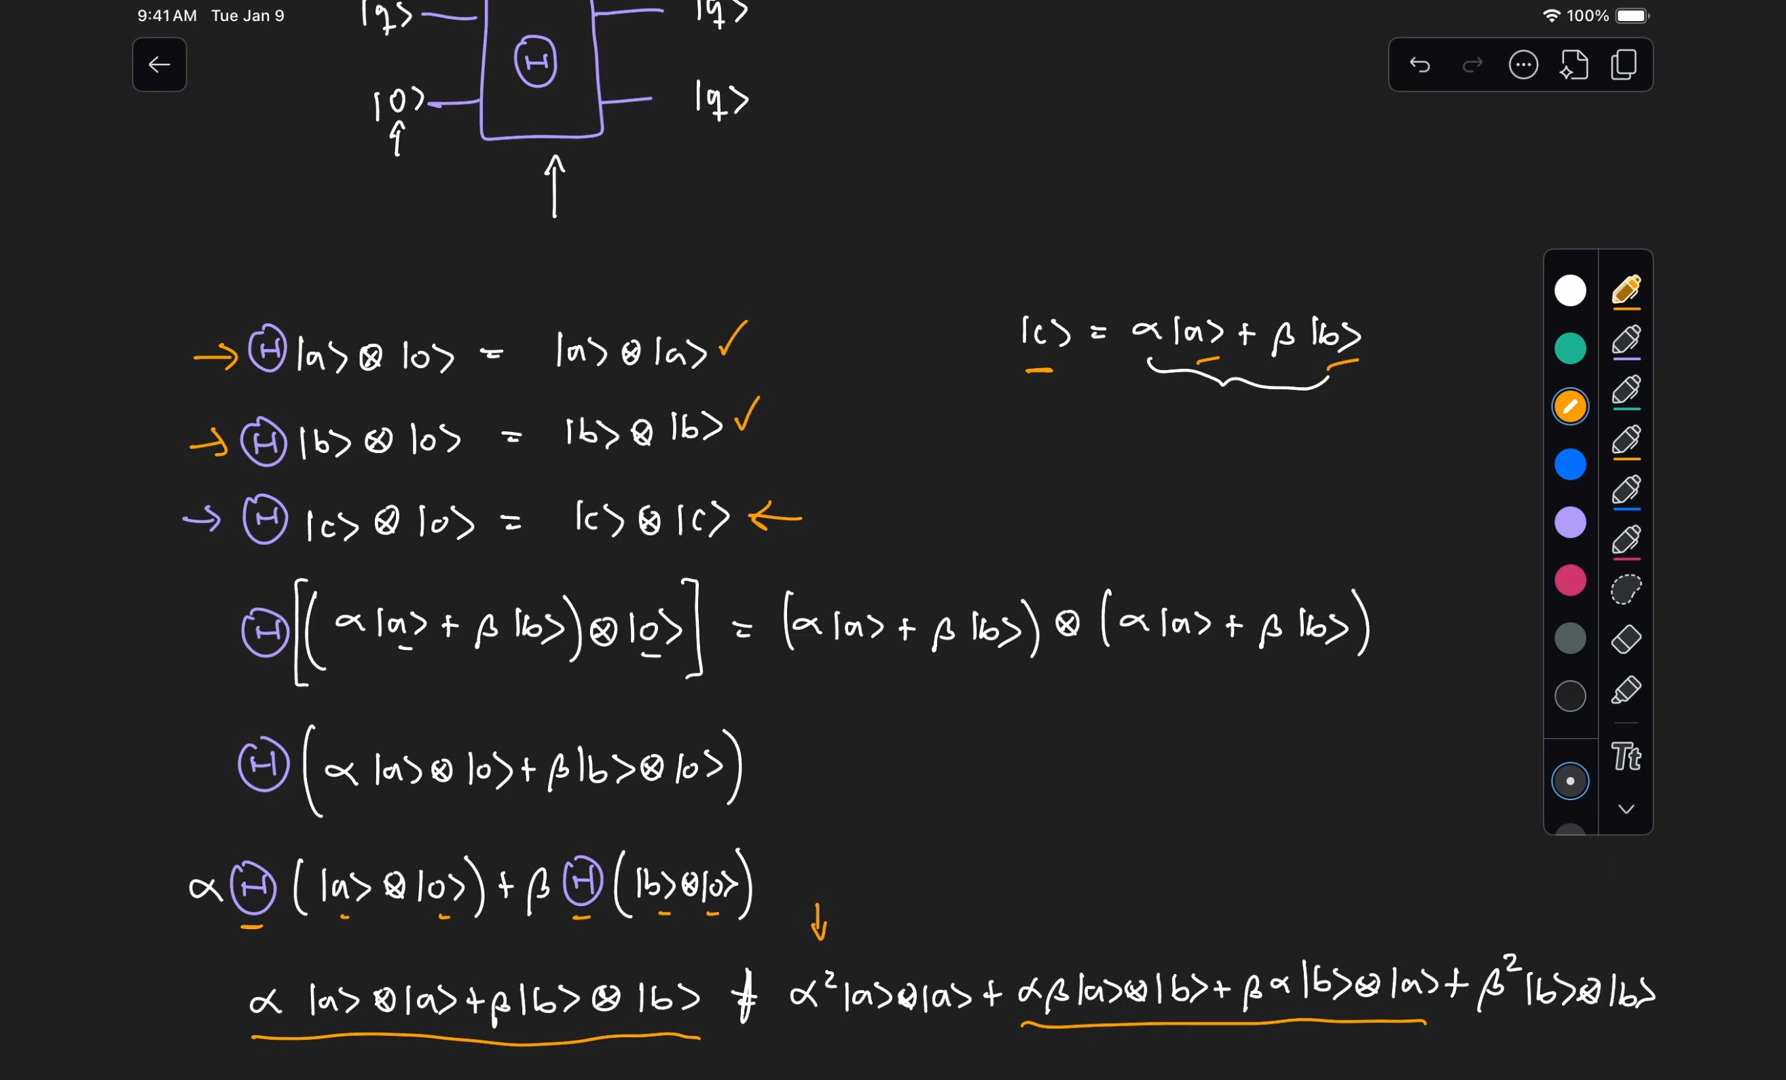 9:41 AM Tue Jan 9
100%
|q> |q>
Ⓗ
|0> |q>
→ Ⓗ |a> ⊗ |0> = |a> ⊗ |a> ✓
|c> = α |a> + β |b>
→ Ⓗ |b> ⊗ |0> = |b> ⊗ |b> ✓
→ Ⓗ |c> ⊗ |0> = |c> ⊗ |c> ←
Ⓗ [(α |a> + β |b>) ⊗ |0>] = (α |a> + β |b>) ⊗ (α |a> + β |b>)
Ⓗ (α |a> ⊗ |0> + β |b> ⊗ |0>)
α Ⓗ (|a> ⊗ |0>) + β Ⓗ (|b> ⊗ |0>)
α |a> ⊗ |a> + β |b> ⊗ |b> ≠ α² |a> ⊗ |a> + αβ |a> ⊗ |b> + βα |b> ⊗ |a> + β² |b> ⊗ |b>
Tt